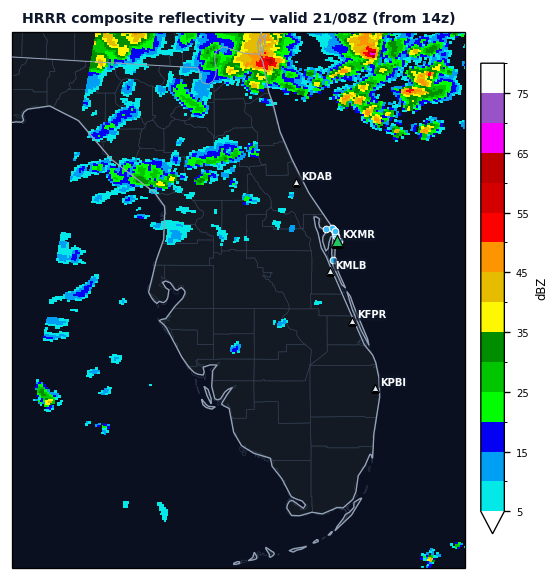 HRRR composite reflectivity — valid 21/08Z (from 14z)
KDAB
KXMR
KMLB
KFPR
KPBI
75
65
55
45
35
25
15
5
dBZ